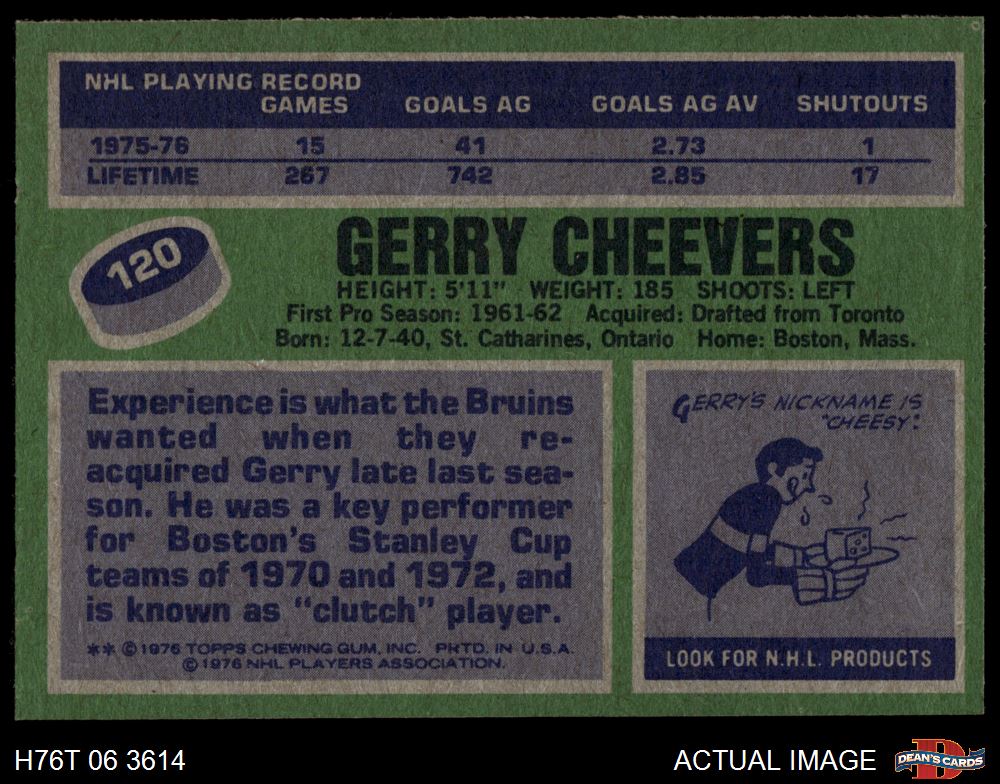 NHL PLAYING RECORD
GAMES GOALS AG GOALS AG AV SHUTOUTS
1975-76 15 41 2.73 1
LIFETIME 267 742 2.85 17
120
GERRY CHEEVERS
HEIGHT: 5'11" WEIGHT: 185 SHOOTS: LEFT
First Pro Season: 1961-62 Acquired: Drafted from Toronto
Born: 12-7-40, St. Catharines, Ontario Home: Boston, Mass.
Experience is what the Bruins
wanted when they re-
acquired Gerry late last sea-
son. He was a key performer
for Boston's Stanley Cup
teams of 1970 and 1972, and
is known as "clutch" player.
** © 1976 TOPPS CHEWING GUM, INC. PRTD. IN U.S.A.
© 1976 NHL PLAYERS ASSOCIATION.
GERRY'S NICKNAME IS
"CHEESY".
LOOK FOR N.H.L. PRODUCTS
H76T 06 3614
ACTUAL IMAGE
D
DEAN'S CARDS